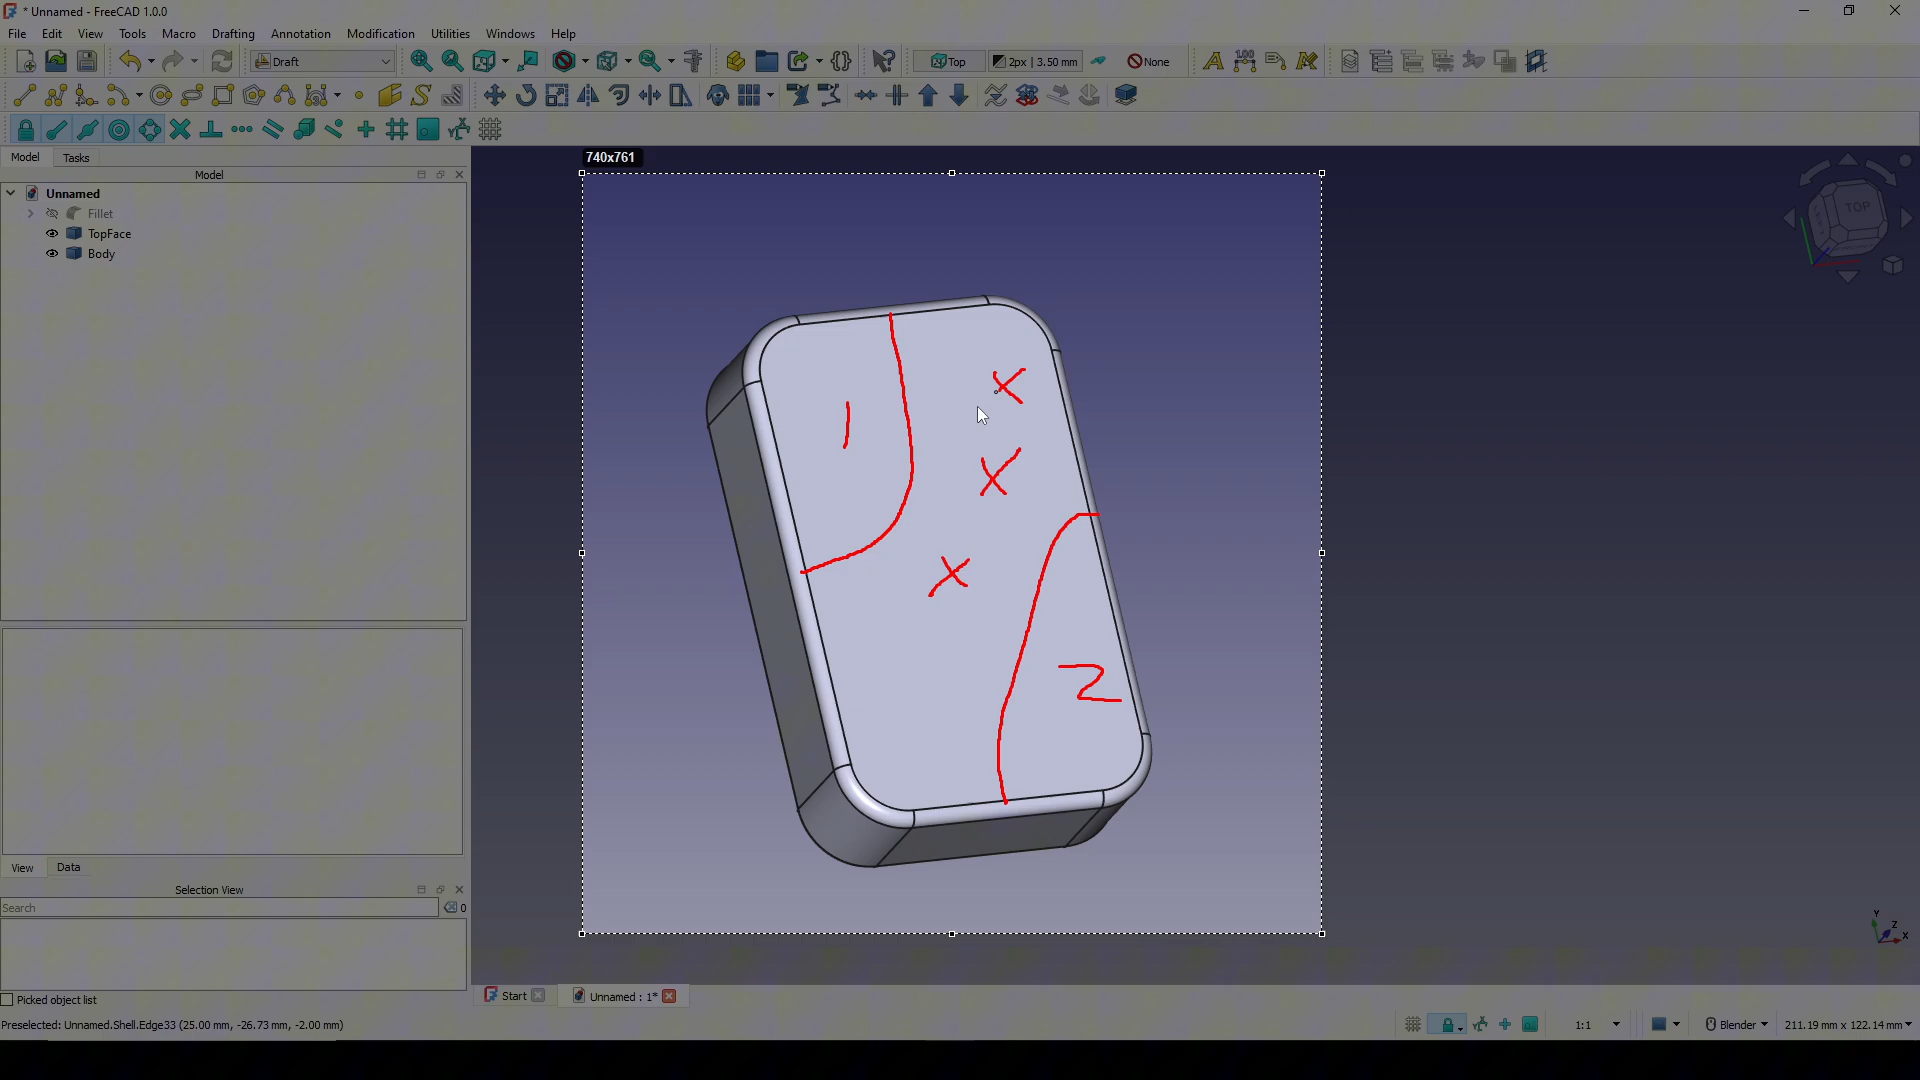 * Unnamed - FreeCAD 1.0.0
File Edit View Tools Macro Drafting Annotation Modification Utilities Windows Help
Draft Top 2px | 3.50 mm None 1.00
Model Tasks
740x761
Model
Unnamed
Fillet
TopFace
Body
TOP
1
X
X
X
2
View Data
Selection View
Search 0
Picked object list
Y
Z
X
Start Unnamed : 1*
Preselected: Unnamed.Shell.Edge33 (25.00 mm, -26.73 mm, -2.00 mm)
1:1 Blender 211.19 mm x 122.14 mm